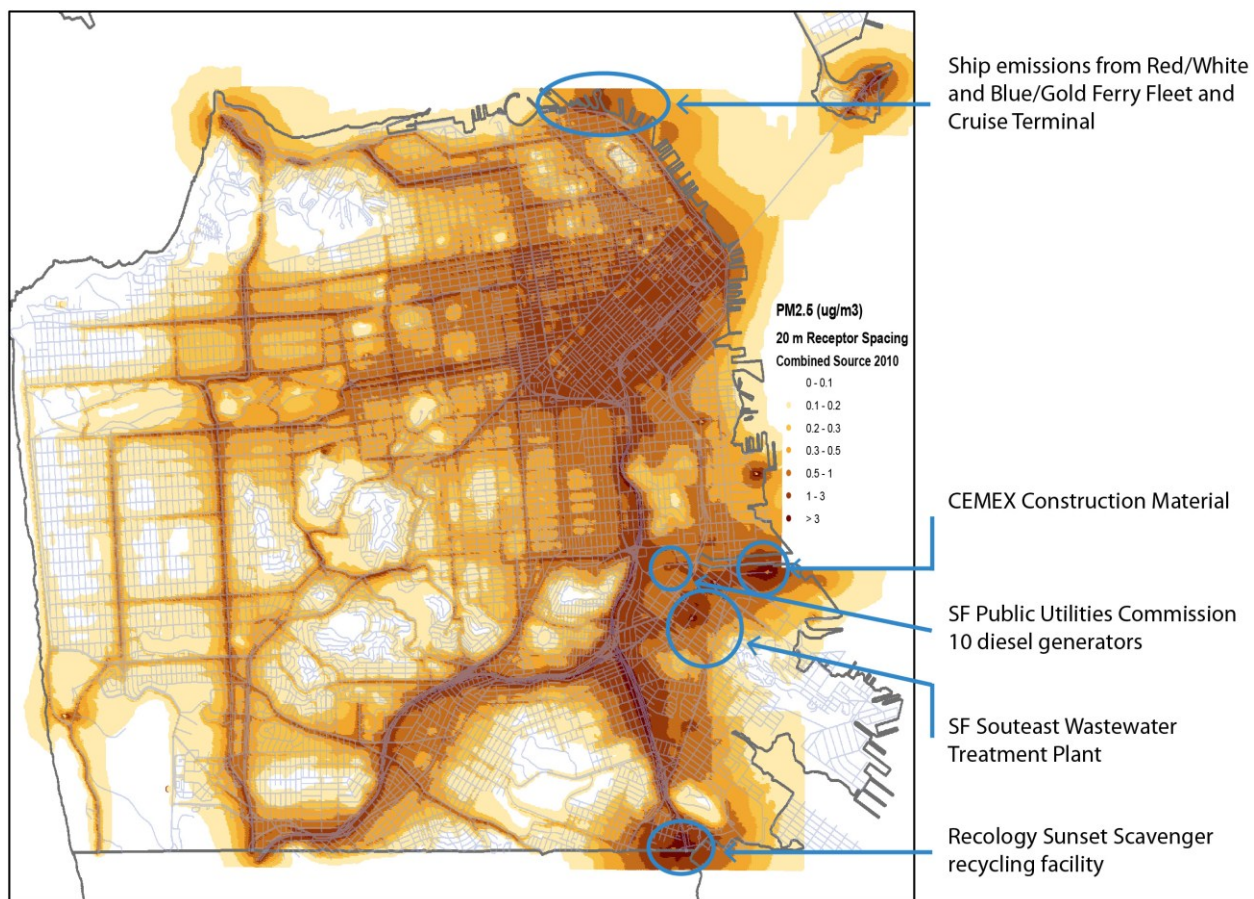 Ship emissions from Red/White
and Blue/Gold Ferry Fleet and
Cruise Terminal
PM2.5 (ug/m3)
20 m Receptor Spacing
Combined Source 2010
0 - 0.1
0.1 - 0.2
0.2 - 0.3
0.3 - 0.5
0.5 - 1
1 - 3
> 3
CEMEX Construction Material
SF Public Utilities Commission
10 diesel generators
SF Souteast Wastewater
Treatment Plant
Recology Sunset Scavenger
recycling facility